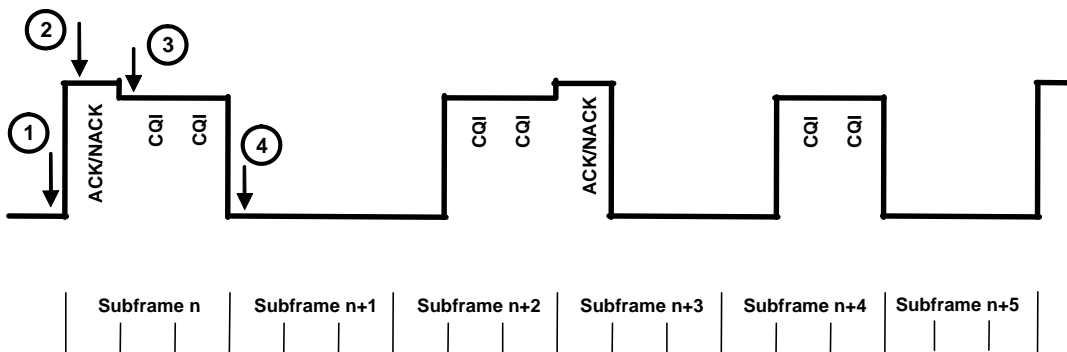 2
3
1
4
ACK/NACK
CQI
CQI
CQI
CQI
ACK/NACK
CQI
CQI
Subframe n
Subframe n+1
Subframe n+2
Subframe n+3
Subframe n+4
Subframe n+5